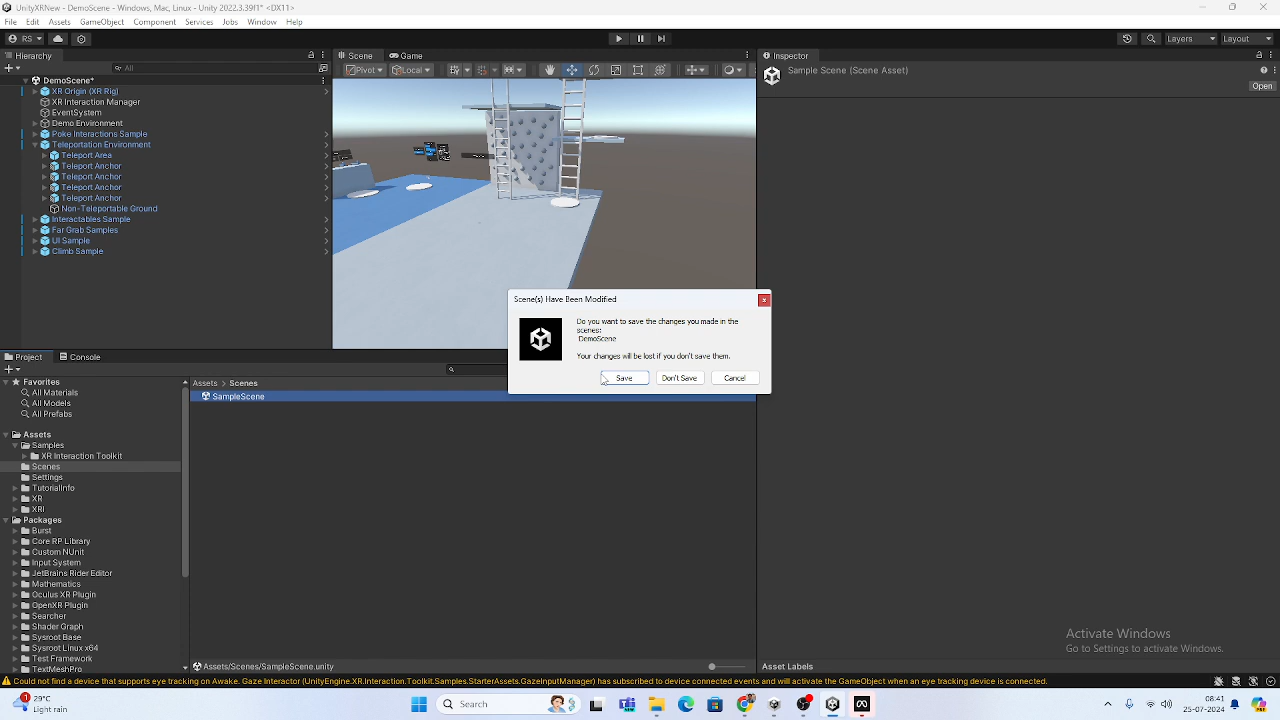 UnityXRNew - DemoScene - Windows, Mac, Linux - Unity 2022.3.39f1* <DX11>
File Edit Assets GameObject Component Services Jobs Window Help
RS Layers Layout
Hierarchy Scene Game Inspector
All Pivot Local Sample Scene (Scene Asset)
Open
DemoScene*
XR Origin (XR Rig)
XR Interaction Manager
EventSystem
Demo Environment
Poke Interactions Sample
Teleportation Environment
Teleport Area
Teleport Anchor
Teleport Anchor
Teleport Anchor
Teleport Anchor
Non-Teleportable Ground
Interactables Sample
Far Grab Samples
UI Sample
Climb Sample
Scene(s) Have Been Modified
Do you want to save the changes you made in the
scenes:
DemoScene
Your changes will be lost if you don't save them.
Save Don't Save Cancel
Project Console
Favorites
All Materials
All Models
All Prefabs
Assets
Samples
XR Interaction Toolkit
Scenes
Settings
TutorialInfo
XR
XRI
Packages
Burst
Core RP Library
Custom NUnit
Input System
JetBrains Rider Editor
Mathematics
Oculus XR Plugin
OpenXR Plugin
Searcher
Shader Graph
Sysroot Base
Sysroot Linux x64
Test Framework
TextMeshPro
Assets > Scenes
SampleScene
Assets/Scenes/SampleScene.unity
Asset Labels
Activate Windows
Go to Settings to activate Windows.
Could not find a device that supports eye tracking on Awake. Gaze Interactor (UnityEngine.XR.Interaction.Toolkit.Samples.StarterAssets.GazeInputManager) has subscribed to device connected events and will activate the GameObject when an eye tracking device is connected.
1
29°C
Light rain
Search
08:41
25-07-2024